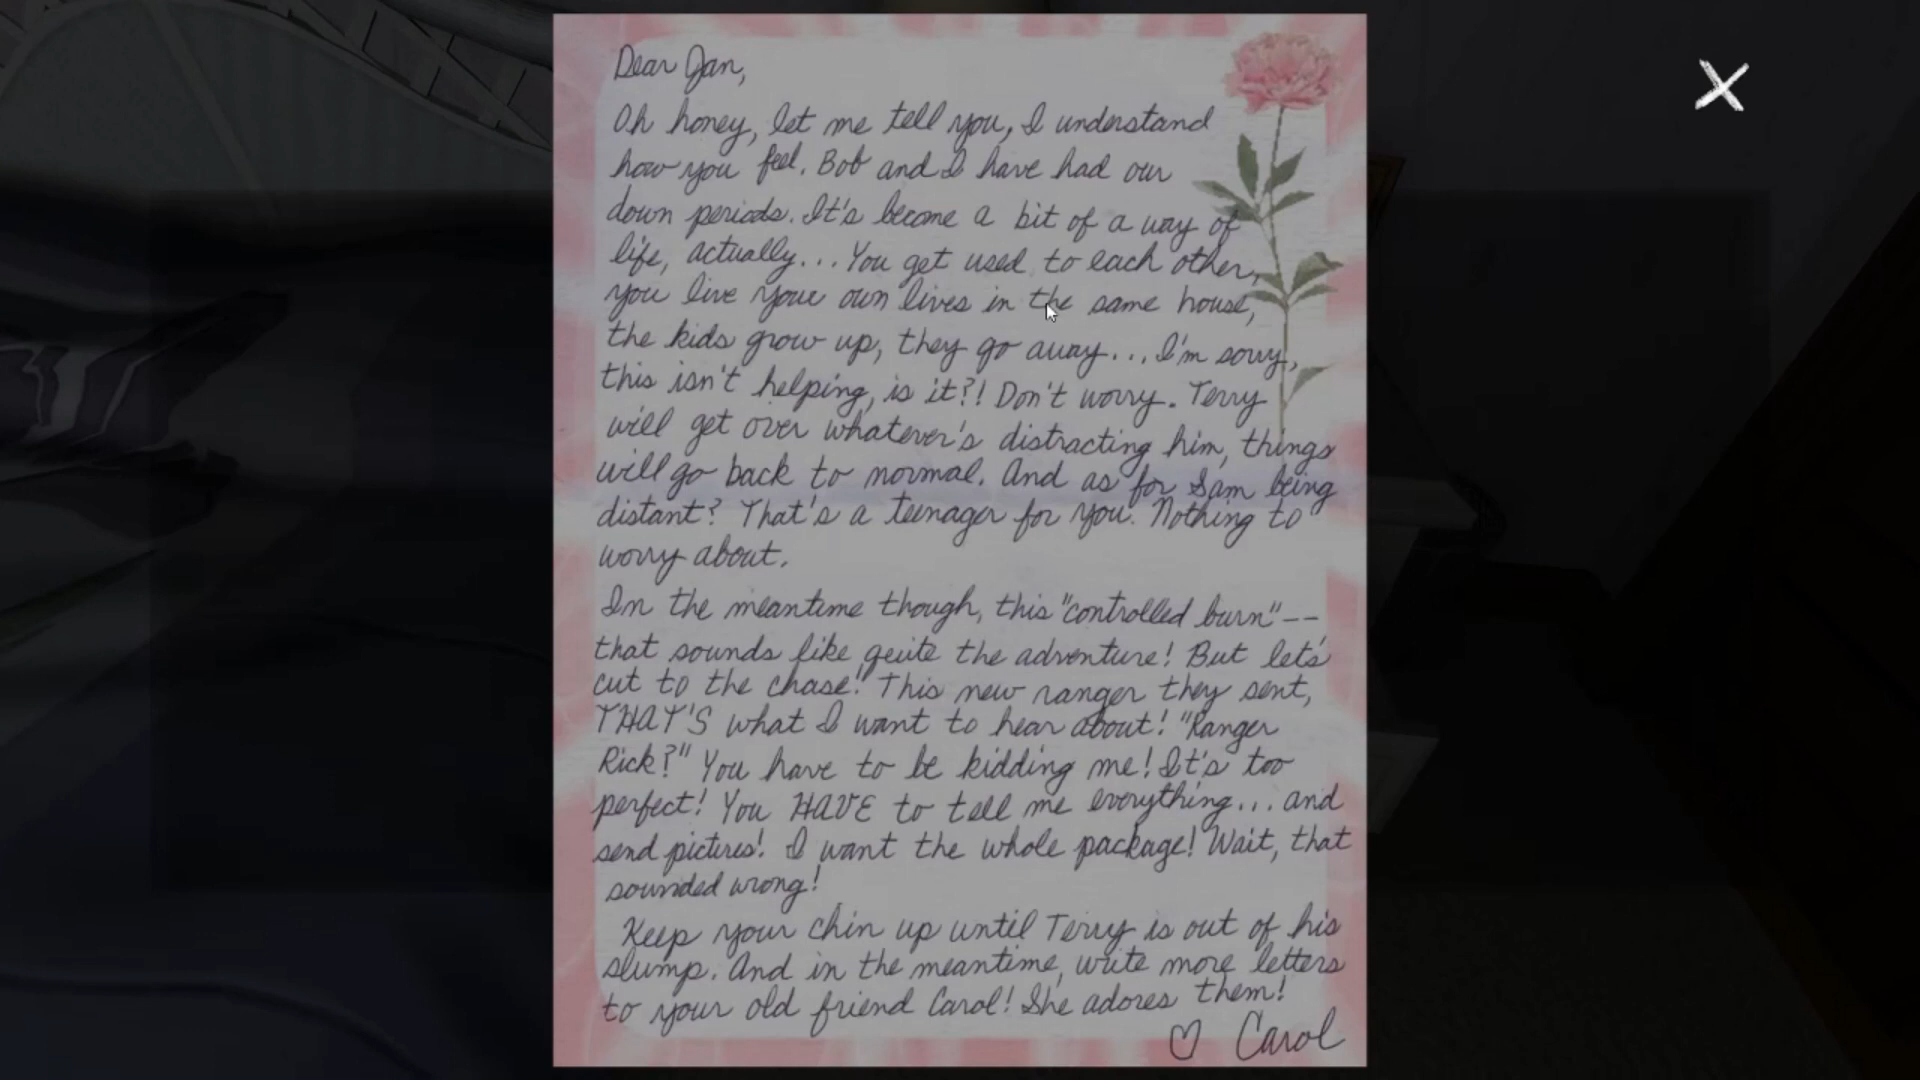 Dear Jan,
Oh honey, let me tell you, I understand
how you feel. Bob and I have had our
down periods. It's become a bit of a way of
life, actually... You get used to each other,
you live your own lives in the same house,
the kids grow up, they go away... I'm sorry,
this isn't helping, is it?! Don't worry. Terry
will get over whatever's distracting him, things
will go back to normal. And as for Sam being
distant? That's a teenager for you. Nothing to
worry about.
In the meantime though, this "controlled burn"--
that sounds like quite the adventure! But let's
cut to the chase! This new ranger they sent,
THAT'S what I want to hear about! "Ranger
Rick?" You have to be kidding me! It's too
perfect! You HAVE to tell me everything... and
send pictures! I want the whole package! Wait, that
sounded wrong!
Keep your chin up until Terry is out of his
slump. And in the meantime, write more letters
to your old friend Carol! She adores them!
♡ Carol